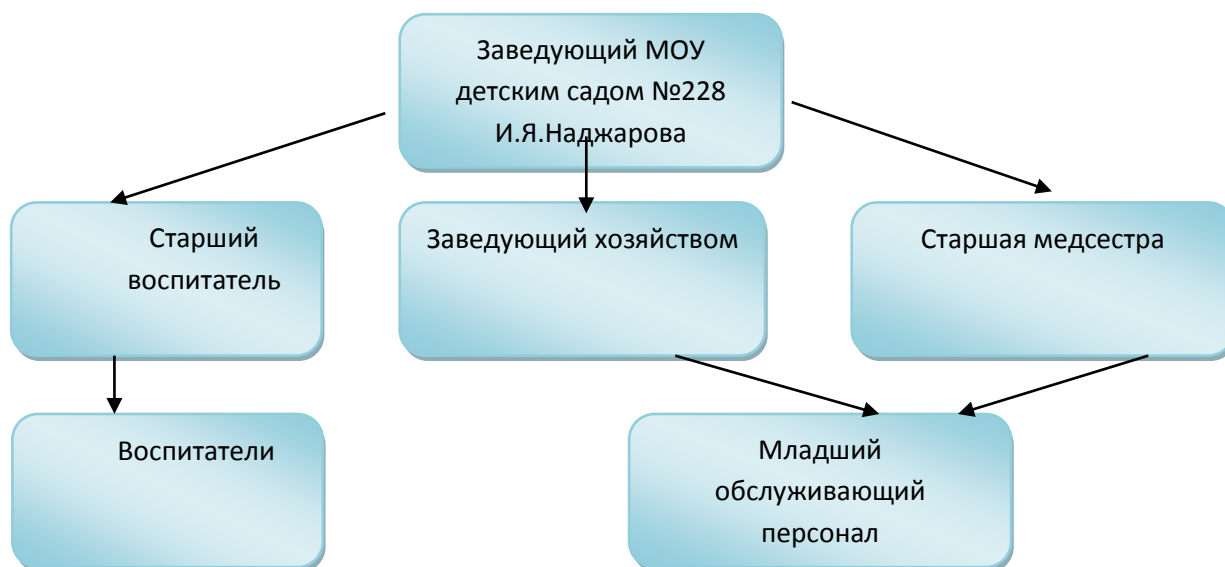 Заведующий МОУ
детским садом №228
И.Я.Наджарова
Старший
воспитатель
Заведующий хозяйством
Старшая медсестра
Воспитатели
Младший
обслуживающий
персонал